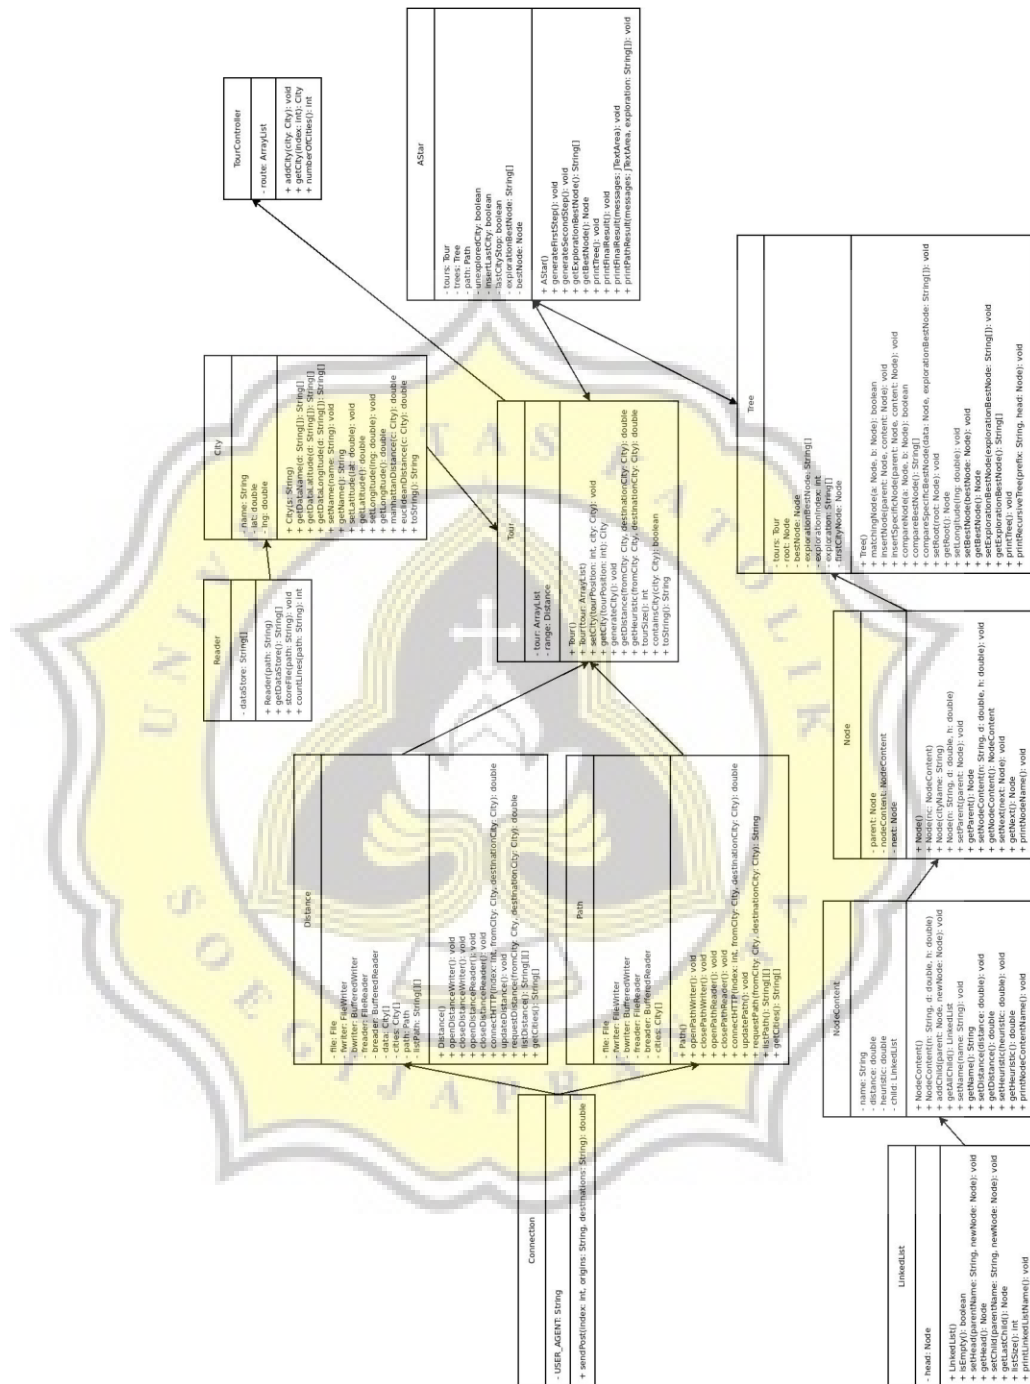 TourController
- route: ArrayList
+ addCity(city: City): void
+ getCity(index: int): City
+ numberOfCities(): int
AStar
- tours: Tour
- trees: Tree
- path: Path
- unexploredCity: boolean
- insertLastCity: boolean
- lastCityStop: boolean
- explorationBestNode: String[]
- bestNode: Node
+ AStar()
+ generateFirstStep(): void
+ generateSecondStep(): void
+ getExplorationBestNode(): String[]
+ getBestNode(): Node
+ printTree(): void
+ printFinalResult(): void
+ printFinalResult(messages: JTextArea): void
+ printPathResult(messages: JTextArea, exploration: String[]): void
City
- name: String
- lat: double
- lng: double
+ City(s: String)
+ getDataName(d: String[]): String[]
+ getDataLatitude(d: String[]): String[]
+ getDataLongitude(d: String[]): String[]
+ setName(name: String): void
+ getName(): String
+ setLatitude(lat: double): void
+ getLatitude(): double
+ setLongitude(lng: double): void
+ getLongitude(): double
+ manhattanDistance(c: City): double
+ euclideanDistance(c: City): double
+ toString(): String
Reader
- dataStore: String[]
+ Reader(path: String)
+ getDataStore(): String[]
+ storeFile(path: String): void
+ countLines(path: String): int
Tour
- tour: ArrayList
- range: Distance
+ Tour()
+ Tour(tour: ArrayList)
+ setCity(tourPosition: int, city: City): void
+ getCity(tourPosition: int): City
+ generateCity(): void
+ getDistance(fromCity: City, destinationCity: City): double
+ getHeuristic(fromCity: City, destinationCity: City): double
+ tourSize(): int
+ containsCity(city: City): boolean
+ toString(): String
Tree
- tours: Tour
- root: Node
- bestNode: Node
- explorationBestNode: String[]
- explorationIndex: int
- exploration: String[]
- firstCityNode: Node
+ Tree()
+ matchingNode(a: Node, b: Node): boolean
+ insertNode(parent: Node, content: Node): void
+ insertSpecificNode(parent: Node, content: Node): void
+ compareNode(a: Node, b: Node): boolean
+ compareBestNode(): String[]
+ compareSpecificBestNode(data: Node, explorationBestNode: String[]): void
+ setRoot(root: Node): void
+ getRoot(): Node
+ setLongitude(lng: double): void
+ setBestNode(bestNode: Node): void
+ getBestNode(): Node
+ setExplorationBestNode(explorationBestNode: String[]): void
+ getExplorationBestNode(): String[]
+ printTree(): void
+ printRecursiveTree(prefix: String, head: Node): void
Distance
- file: File
- fwriter: FileWriter
- bwriter: BufferedWriter
- freader: FileReader
- breader: BufferedReader
- data: City[]
- cities: City[]
- path: Path
- listPath: String[][]
+ Distance()
+ openDistanceWriter(): void
+ closeDistanceWriter(): void
+ openDistanceReader(): void
+ closeDistanceReader(): void
+ connectHTTP(index: int, fromCity: City, destinationCity: City): double
+ updateDistance(): void
+ requestDistance(fromCity: City, destinationCity: City): double
+ listDistance(): String[][]
+ getCities(): String[]
Path
- file: File
- fwriter: FileWriter
- bwriter: BufferedWriter
- freader: FileReader
- breader: BufferedReader
- cities: City[]
+ Path()
+ openPathWriter(): void
+ closePathWriter(): void
+ openPathReader(): void
+ closePathReader(): void
+ connectHTTP(index: int, fromCity: City, destinationCity: City): double
+ updatePath(): void
+ requestPath(fromCity: City, destinationCity: City): String
+ listPath(): String[][]
+ getCities(): String[]
Node
- parent: Node
- nodeContent: NodeContent
- next: Node
+ Node()
+ Node(nc: NodeContent)
+ Node(cityName: String)
+ Node(n: String, d: double, h: double)
+ setParent(parent: Node): void
+ getParent(): Node
+ setNodeContent(n: String, d: double, h: double): void
+ getNodeContent(): NodeContent
+ setNext(next: Node): void
+ getNext(): Node
+ printNodeName(): void
NodeContent
- name: String
- distance: double
- heuristic: double
- child: LinkedList
+ NodeContent()
+ NodeContent(n: String, d: double, h: double)
+ addChild(parent: Node, newNode: Node): void
+ getAllChild(): LinkedList
+ setName(name: String): void
+ getName(): String
+ setDistance(distance: double): void
+ getDistance(): double
+ setHeuristic(heuristic: double): void
+ getHeuristic(): double
+ printNodeContentName(): void
Connection
- USER_AGENT: String
+ sendPost(index: int, origins: String, destinations: String): double
LinkedList
- head: Node
+ LinkedList()
+ isEmpty(): boolean
+ setHead(parentName: String, newNode: Node): void
+ getHead(): Node
+ setChild(parentName: String, newNode: Node): void
+ getLastChild(): Node
+ listSize(): int
+ printLinkedListName(): void